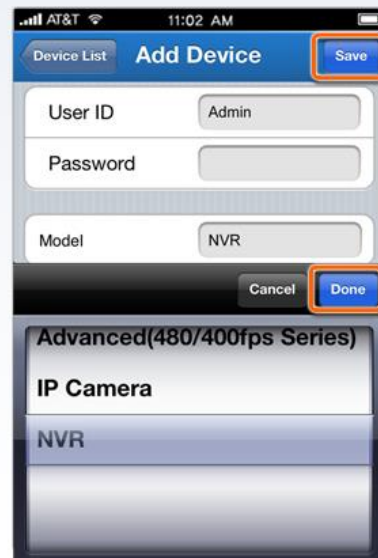 AT&T 11:02 AM
Device List Add Device Save
User ID Admin
Password
Model NVR
Cancel Done
Advanced(480/400fps Series)
IP Camera
NVR